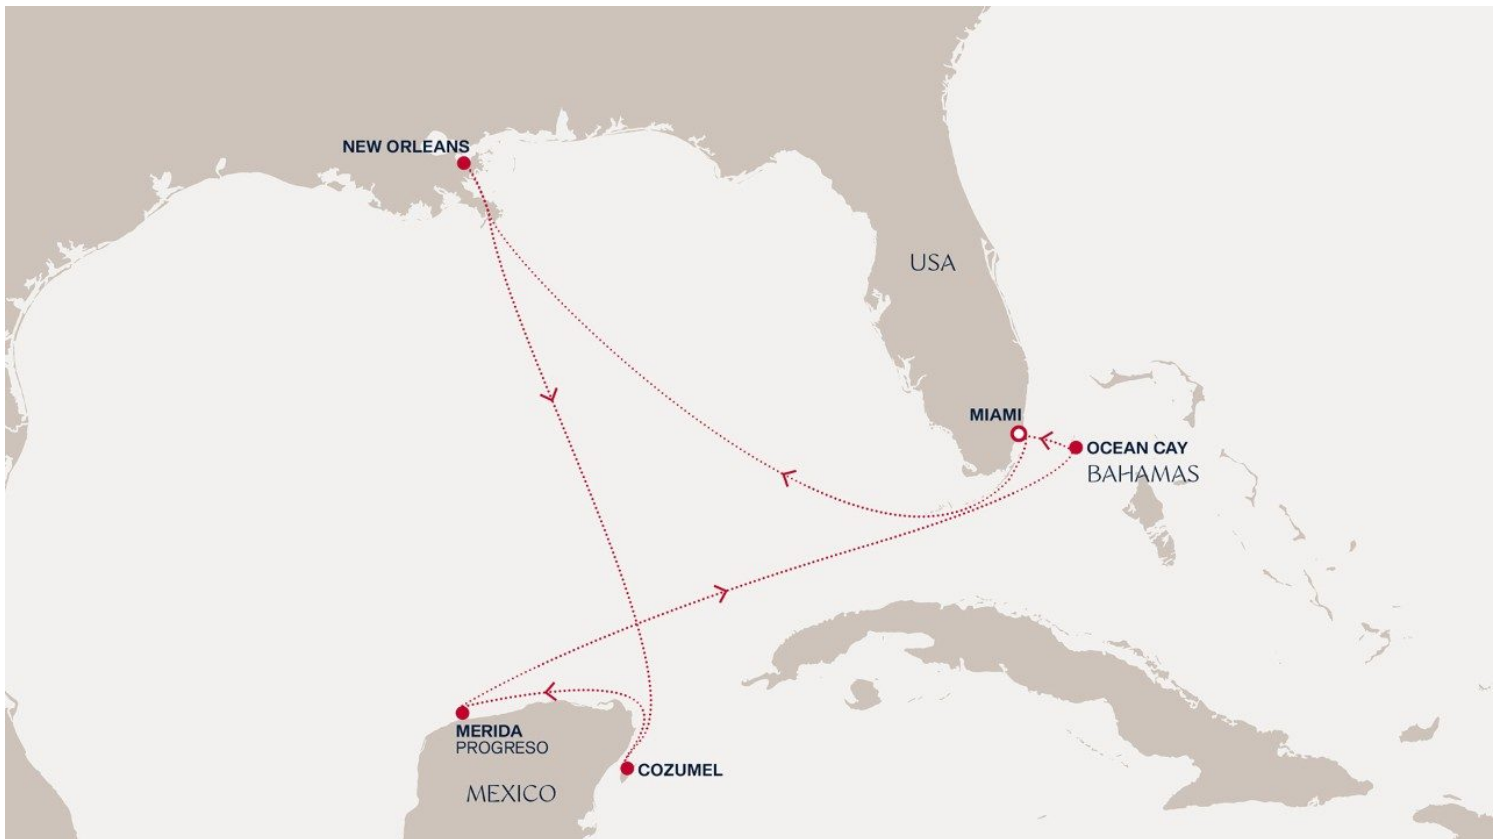 NEW ORLEANS
USA
MIAMI
OCEAN CAY
BAHAMAS
MERIDA
PROGRESO
COZUMEL
MEXICO